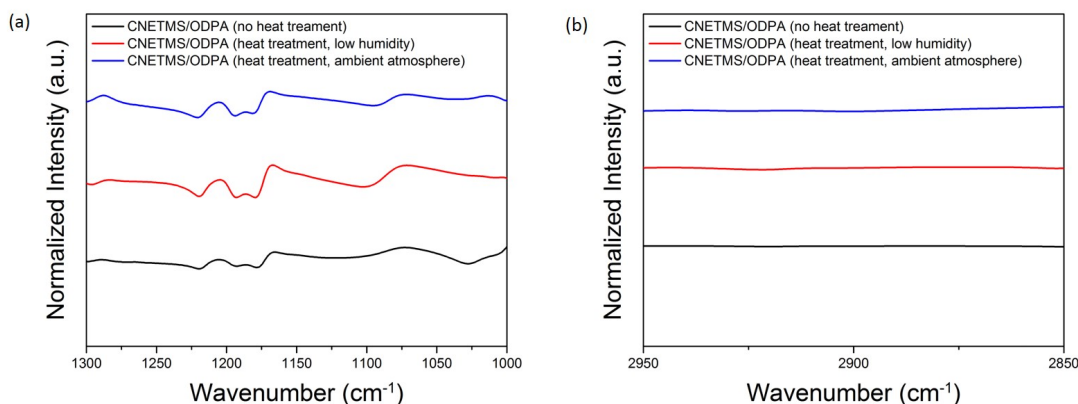 (a)
CNETMS/ODPA (no heat treament)
CNETMS/ODPA (heat treatment, low humidity)
CNETMS/ODPA (heat treatment, ambient atmosphere)
Normalized Intensity (a.u.)
1300 1250 1200 1150 1100 1050 1000
Wavenumber (cm-1)
(b)
CNETMS/ODPA (no heat treament)
CNETMS/ODPA (heat treatment, low humidity)
CNETMS/ODPA (heat treatment, ambient atmosphere)
Normalized Intensity (a.u.)
2950 2900 2850
Wavenumber (cm-1)